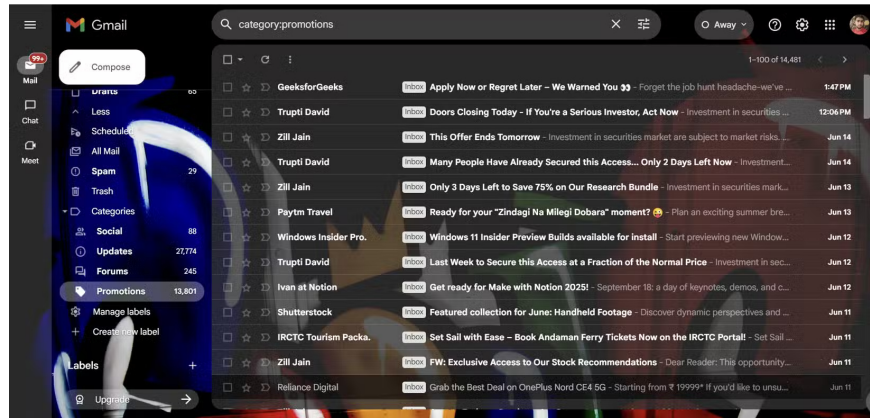 Gmail
category:promotions
Away
99+
Mail
Chat
Meet
Compose
Drafts 65
Less
Scheduled
All Mail
Spam 29
Trash
Categories
Social 88
Updates 27,774
Forums 245
Promotions 13,801
Manage labels
Create new label
Labels
Upgrade
1–100 of 14,481
GeeksforGeeks Inbox Apply Now or Regret Later – We Warned You 👀 - Forget the job hunt headache-we've ... 1:47 PM
Trupti David Inbox Doors Closing Today - If You're a Serious Investor, Act Now - Investment in securities ... 12:06 PM
Zill Jain Inbox This Offer Ends Tomorrow - Investment in securities market are subject to market risks. Jun 14
Trupti David Inbox Many People Have Already Secured this Access... Only 2 Days Left Now - Investment... Jun 14
Zill Jain Inbox Only 3 Days Left to Save 75% on Our Research Bundle - Investment in securities mark... Jun 13
Paytm Travel Inbox Ready for your "Zindagi Na Milegi Dobara" moment? 😜 - Plan an exciting summer bre... Jun 13
Windows Insider Pro. Inbox Windows 11 Insider Preview Builds available for install - Start previewing new Window... Jun 12
Trupti David Inbox Last Week to Secure this Access at a Fraction of the Normal Price - Investment in sec... Jun 12
Ivan at Notion Inbox Get ready for Make with Notion 2025! - September 18: a day of keynotes, demos, and c... Jun 12
Shutterstock Inbox Featured collection for June: Handheld Footage - Discover dynamic perspectives and ... Jun 11
IRCTC Tourism Packa. Inbox Set Sail with Ease – Book Andaman Ferry Tickets Now on the IRCTC Portal! - Set Sail ... Jun 11
Zill Jain Inbox FW: Exclusive Access to Our Stock Recommendations - Dear Reader: This opportunity... Jun 11
Reliance Digital Inbox Grab the Best Deal on OnePlus Nord CE4 5G - Starting from ₹ 19999* If you'd like to unsu... Jun 11